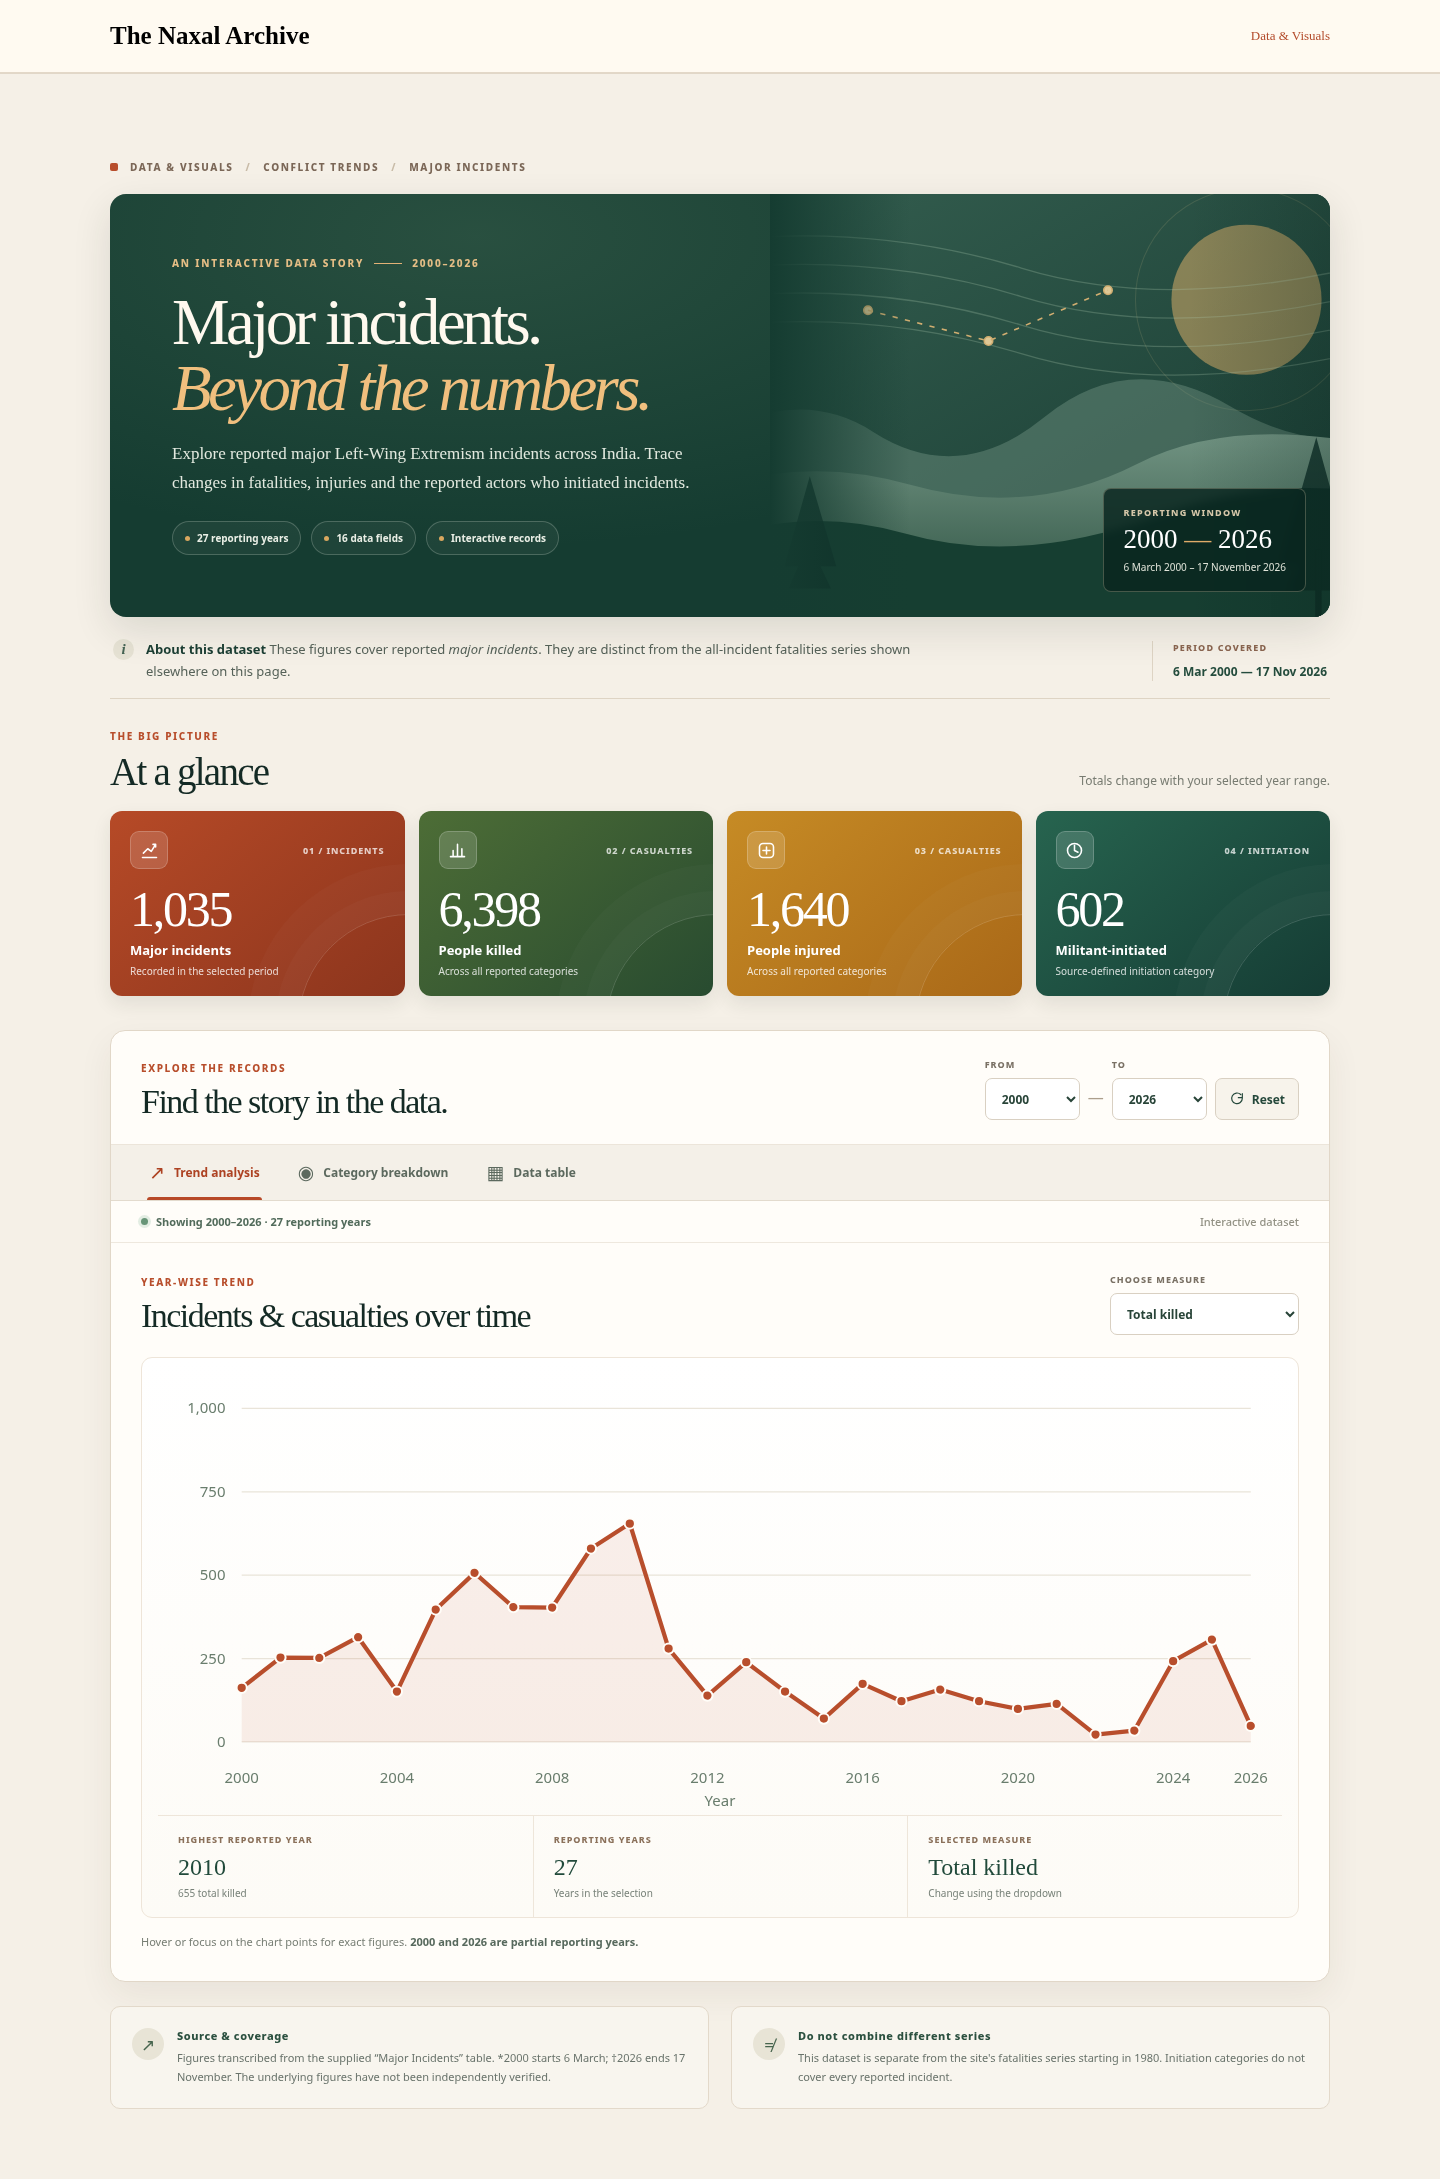 The Naxal Archive
Data & Visuals
DATA & VISUALS / CONFLICT TRENDS / MAJOR INCIDENTS
AN INTERACTIVE DATA STORY — 2000–2026
Major incidents.
Beyond the numbers.
Explore reported major Left-Wing Extremism incidents across India. Trace
changes in fatalities, injuries and the reported actors who initiated incidents.
27 reporting years
16 data fields
Interactive records
REPORTING WINDOW
2000 — 2026
6 March 2000 – 17 November 2026
i
About this dataset These figures cover reported major incidents. They are distinct from the all-incident fatalities series shown
elsewhere on this page.
PERIOD COVERED
6 Mar 2000 — 17 Nov 2026
THE BIG PICTURE
At a glance
Totals change with your selected year range.
01 / INCIDENTS
1,035
Major incidents
Recorded in the selected period
02 / CASUALTIES
6,398
People killed
Across all reported categories
03 / CASUALTIES
1,640
People injured
Across all reported categories
04 / INITIATION
602
Militant-initiated
Source-defined initiation category
EXPLORE THE RECORDS
Find the story in the data.
FROM
2000
—
TO
2026
Reset
↗ Trend analysis
◉ Category breakdown
▦ Data table
Showing 2000–2026 · 27 reporting years
Interactive dataset
YEAR-WISE TREND
Incidents & casualties over time
CHOOSE MEASURE
Total killed
1,000
750
500
250
0
2000 2004 2008 2012 2016 2020 2024 2026
Year
HIGHEST REPORTED YEAR
2010
655 total killed
REPORTING YEARS
27
Years in the selection
SELECTED MEASURE
Total killed
Change using the dropdown
Hover or focus on the chart points for exact figures. 2000 and 2026 are partial reporting years.
↗
Source & coverage
Figures transcribed from the supplied “Major Incidents” table. *2000 starts 6 March; †2026 ends 17
November. The underlying figures have not been independently verified.
≠
Do not combine different series
This dataset is separate from the site's fatalities series starting in 1980. Initiation categories do not
cover every reported incident.